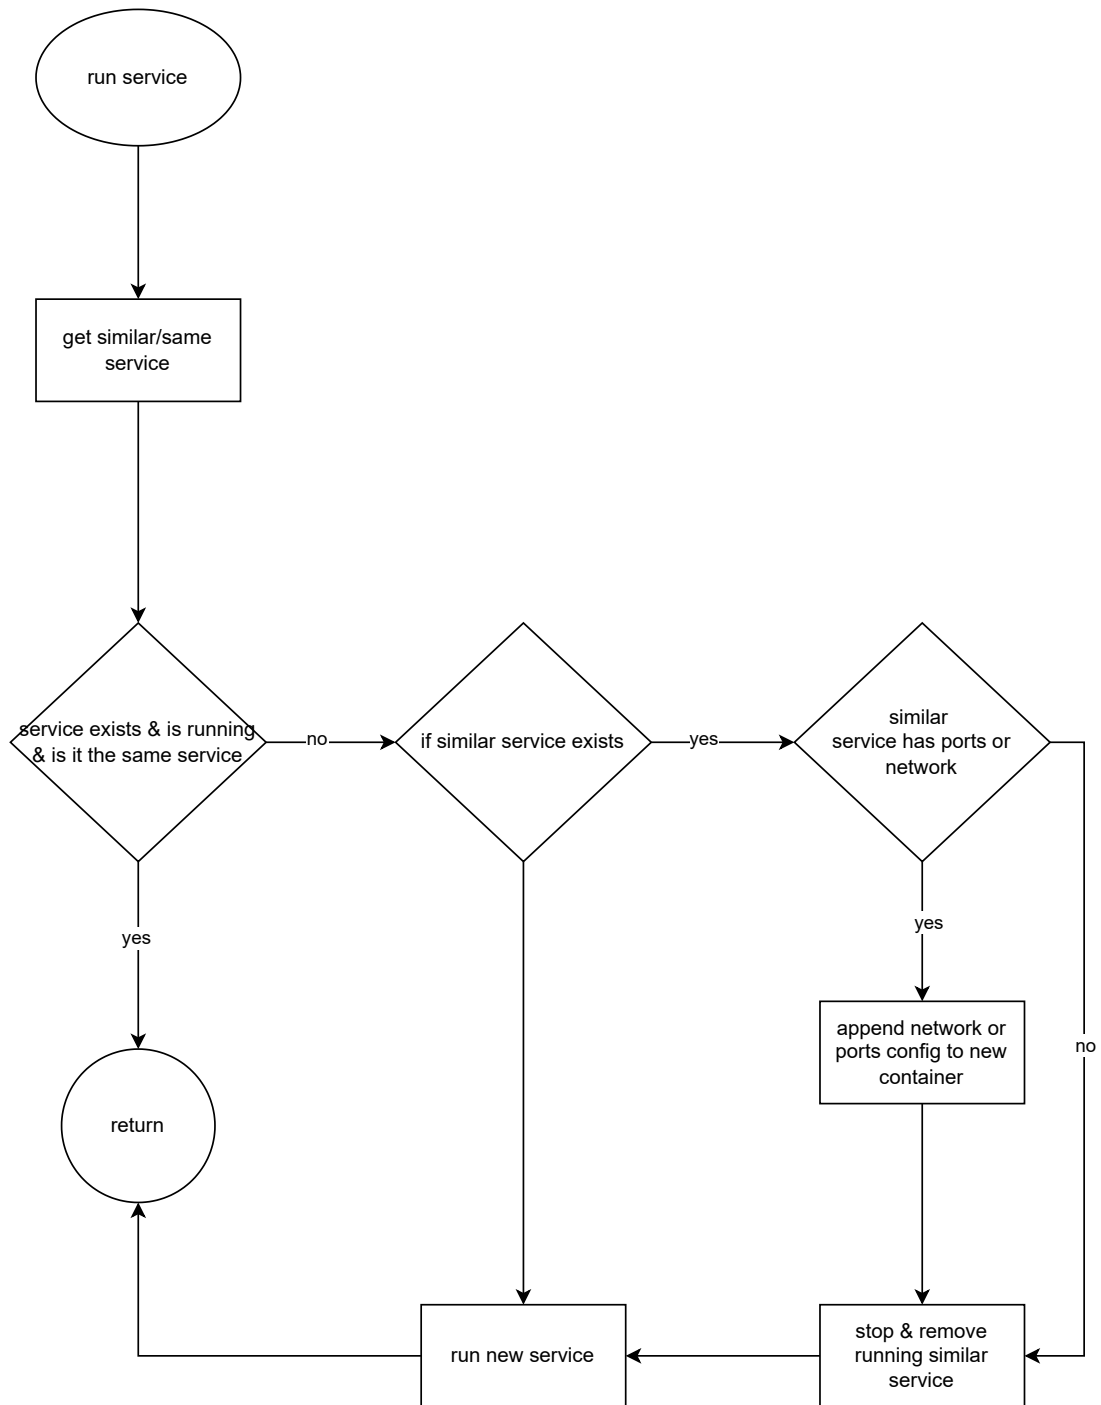 run service
get similar/same
service
service exists & is running
& is it the same service
no
if similar service exists
yes
similar
service has ports or
network
yes
yes
append network or
ports config to new
container
no
return
run new service
stop & remove
running similar
service